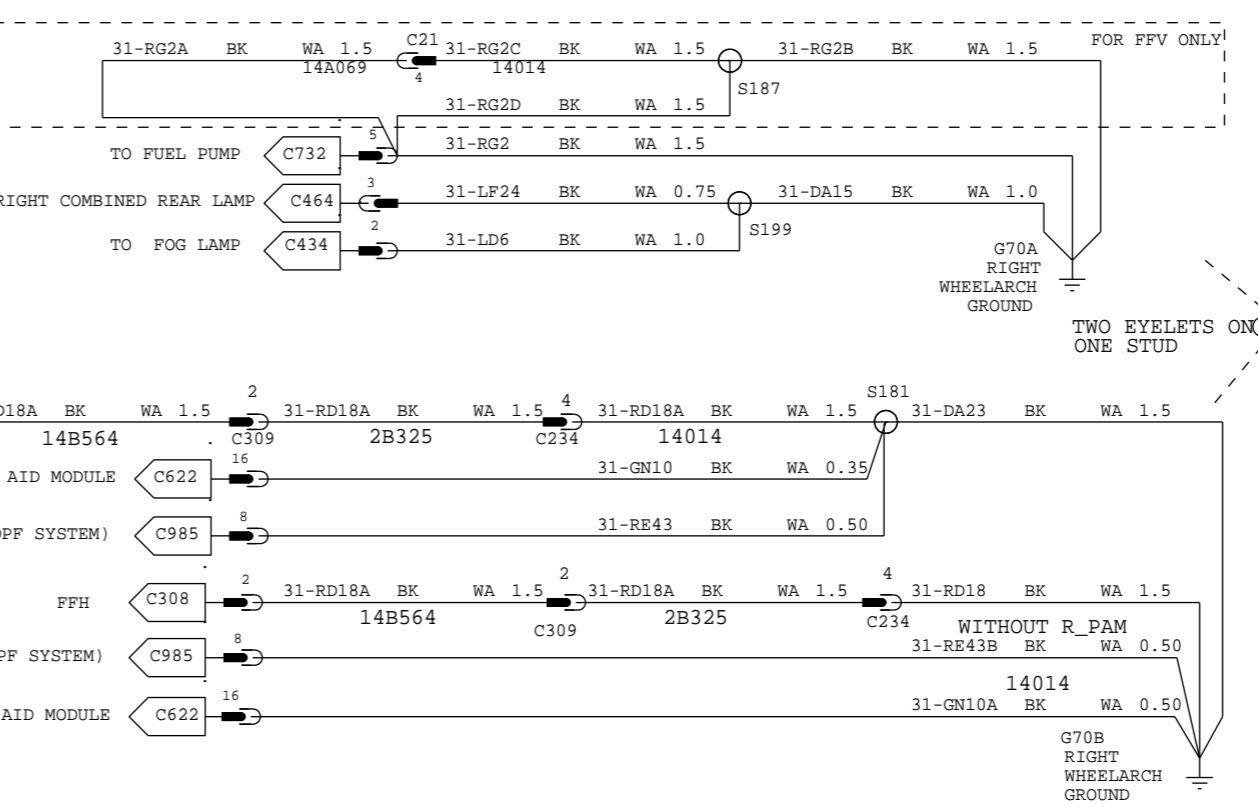 FOR FFV ONLY
31-RG2A BK WA 1.5 C21 31-RG2C BK WA 1.5 31-RG2B BK WA 1.5
14A069 4 14014
S187
31-RG2D BK WA 1.5
TO FUEL PUMP C732 5 31-RG2 BK WA 1.5
RIGHT COMBINED REAR LAMP C464 3 31-LF24 BK WA 0.75 31-DA15 BK WA 1.0
S199
TO FOG LAMP C434 2 31-LD6 BK WA 1.0
G70A
RIGHT
WHEELARCH
GROUND
TWO EYELETS ON
ONE STUD
2 4 S181
D18A BK WA 1.5 31-RD18A BK WA 1.5 31-RD18A BK WA 1.5 31-DA23 BK WA 1.5
14B564 C309 2B325 C234 14014
AID MODULE C622 16 31-GN10 BK WA 0.35
PF SYSTEM) C985 8 31-RE43 BK WA 0.50
2 4
FFH C308 2 31-RD18A BK WA 1.5 31-RD18A BK WA 1.5 31-RD18 BK WA 1.5
14B564 C309 2B325 C234
WITHOUT R_PAM
PF SYSTEM) C985 8 31-RE43B BK WA 0.50
14014
AID MODULE C622 16 31-GN10A BK WA 0.50
G70B
RIGHT
WHEELARCH
GROUND